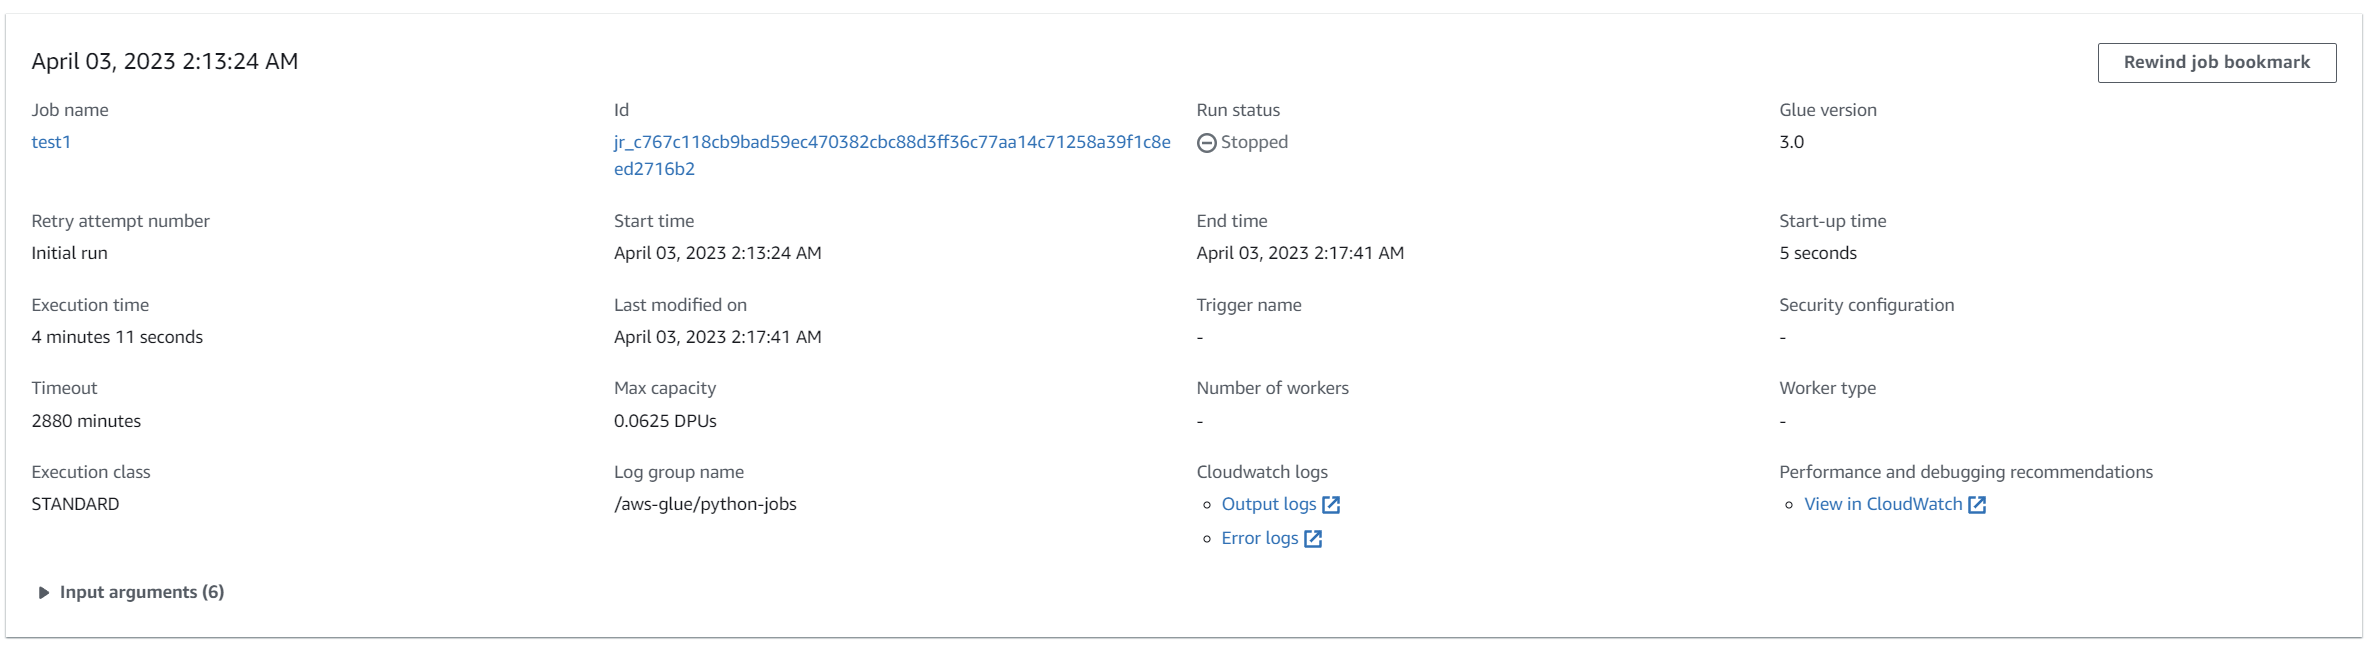 April 03, 2023 2:13:24 AM
Rewind job bookmark
Job name
test1
Id
jr_c767c118cb9bad59ec470382cbc88d3ff36c77aa14c71258a39f1c8e
ed2716b2
Run status
Stopped
Glue version
3.0
Retry attempt number
Initial run
Start time
April 03, 2023 2:13:24 AM
End time
April 03, 2023 2:17:41 AM
Start-up time
5 seconds
Execution time
4 minutes 11 seconds
Last modified on
April 03, 2023 2:17:41 AM
Trigger name
-
Security configuration
-
Timeout
2880 minutes
Max capacity
0.0625 DPUs
Number of workers
-
Worker type
-
Execution class
STANDARD
Log group name
/aws-glue/python-jobs
Cloudwatch logs
Output logs
Error logs
Performance and debugging recommendations
View in CloudWatch
Input arguments (6)